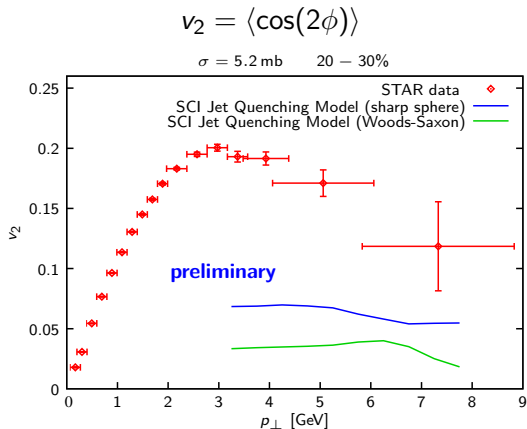 v₂ = ⟨cos(2ϕ)⟩
σ = 5.2 mb 20 − 30%
STAR data
SCI Jet Quenching Model (sharp sphere)
SCI Jet Quenching Model (Woods-Saxon)
preliminary
0.25
0.2
0.15
0.1
0.05
0
v₂
0 1 2 3 4 5 6 7 8 9
p⊥ [GeV]